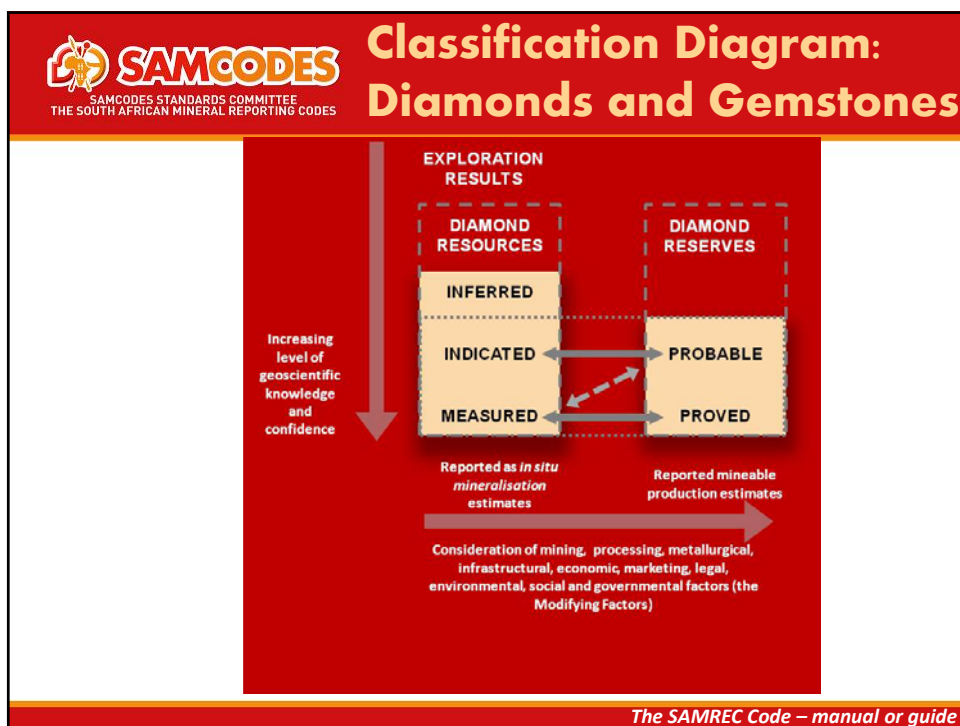 SAMCODES
SAMCODES STANDARDS COMMITTEE
THE SOUTH AFRICAN MINERAL REPORTING CODES
Classification Diagram:
Diamonds and Gemstones
EXPLORATION
RESULTS
DIAMOND
RESOURCES
DIAMOND
RESERVES
INFERRED
INDICATED
PROBABLE
MEASURED
PROVED
Increasing
level of
geoscientific
knowledge
and
confidence
Reported as in situ
mineralisation
estimates
Reported mineable
production estimates
Consideration of mining, processing, metallurgical,
infrastructural, economic, marketing, legal,
environmental, social and governmental factors (the
Modifying Factors)
The SAMREC Code – manual or guide